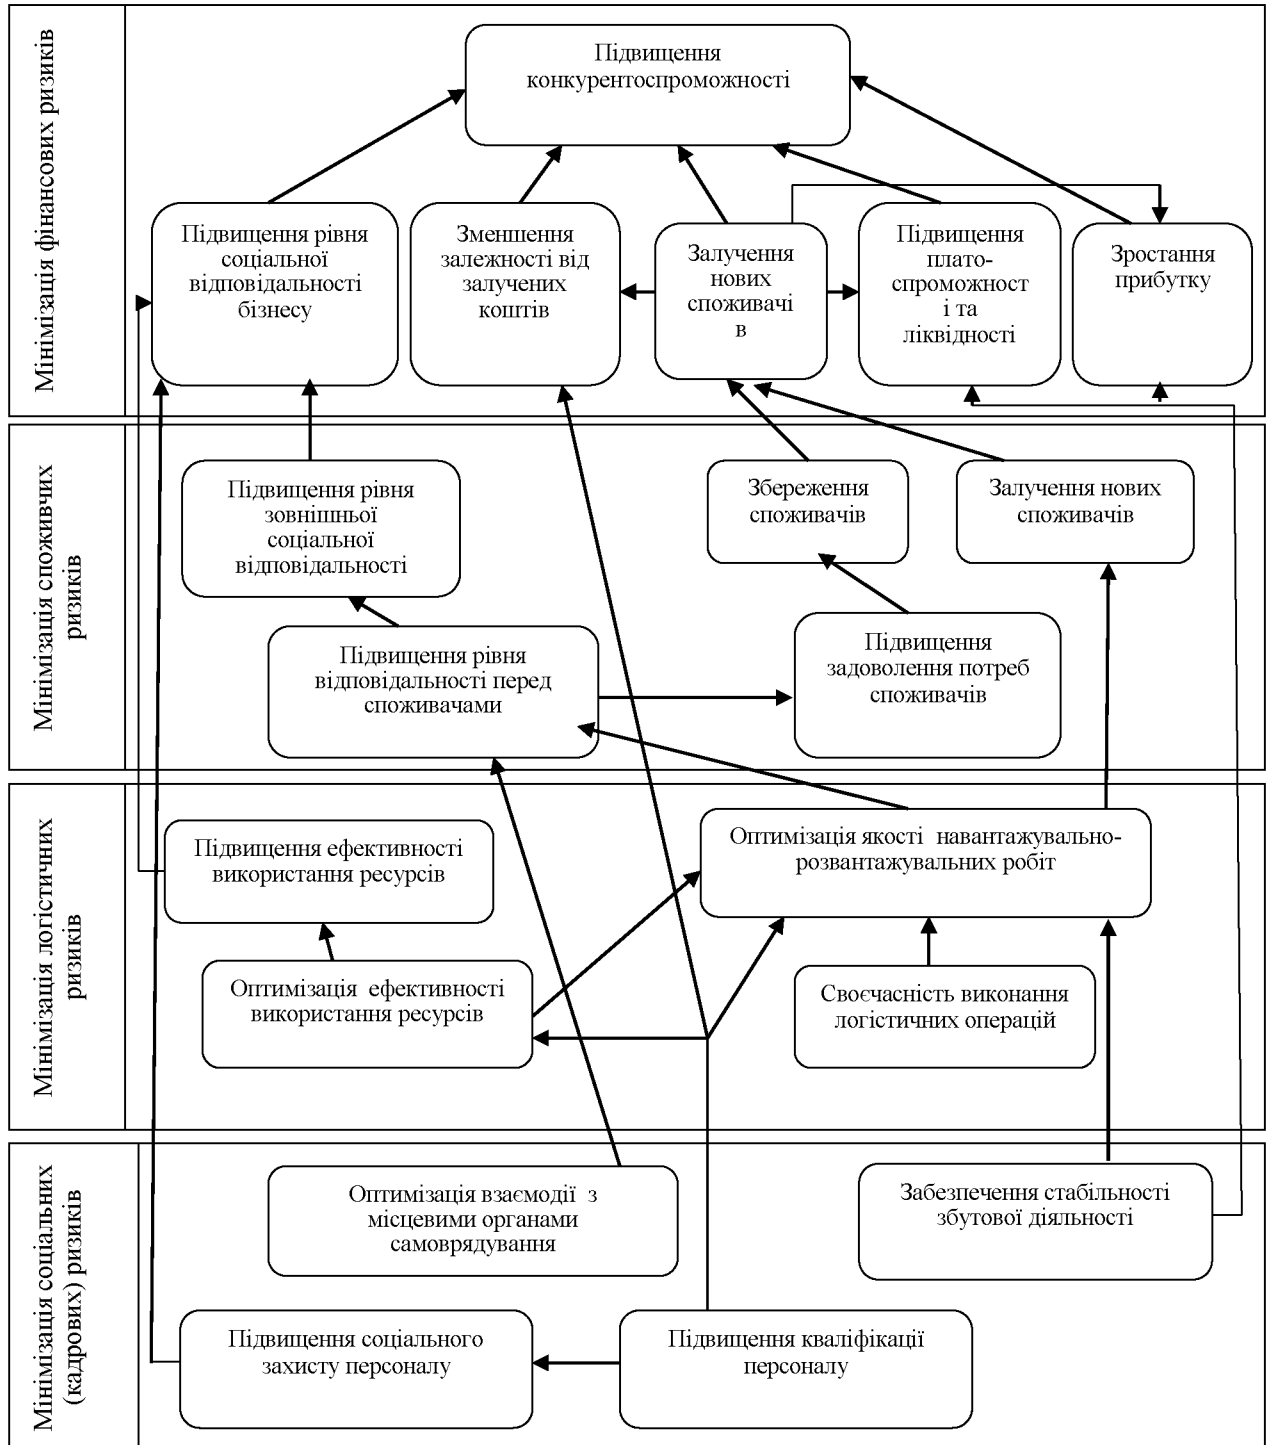 Мінімізація фінансових ризиків
Підвищення
конкурентоспроможності
Підвищення рівня
соціальної
відповідальності
бізнесу
Зменшення
залежності від
залучених
коштів
Залучення
нових
споживачі
в
Підвищення
плато-
спроможност
і та
ліквідності
Зростання
прибутку
Мінімізація споживчих
ризиків
Підвищення рівня
зовнішньої
соціальної
відповідальності
Збереження
споживачів
Залучення нових
споживачів
Підвищення рівня
відповідальності перед
споживачами
Підвищення
задоволення потреб
споживачів
Мінімізація логістичних
ризиків
Підвищення ефективності
використання ресурсів
Оптимізація якості навантажувально-
розвантажувальних робіт
Оптимізація ефективності
використання ресурсів
Своєчасність виконання
логістичних операцій
Мінімізація соціальних
(кадрових) ризиків
Оптимізація взаємодії з
місцевими органами
самоврядування
Забезпечення стабільності
збутової діяльності
Підвищення соціального
захисту персоналу
Підвищення кваліфікації
персоналу